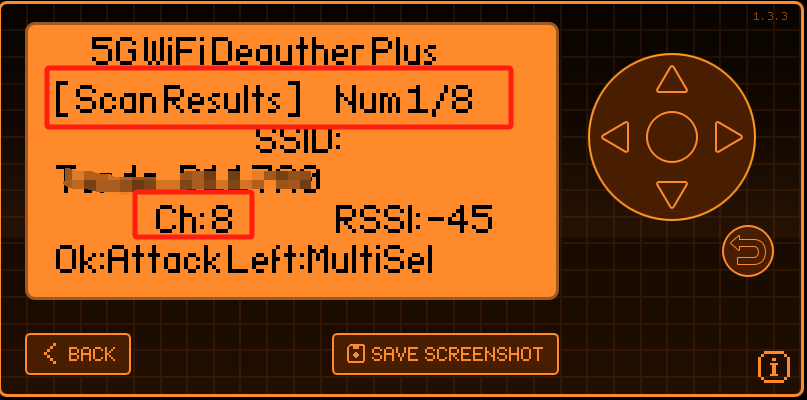 1.3.3
5G WiFi Deauther Plus
[Scan Results] Num 1/8
SSID:
Ch:8 RSSI:-45
Ok:Attack Left:MultiSel
BACK
SAVE SCREENSHOT
i